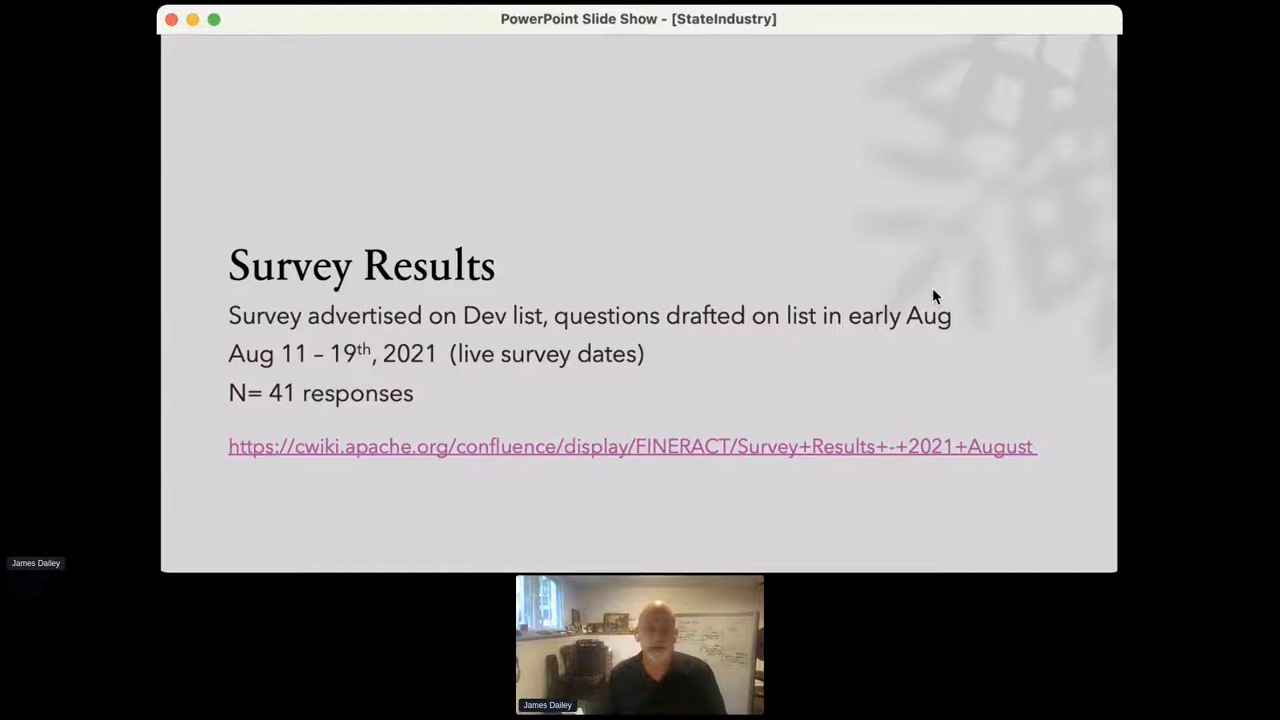 PowerPoint Slide Show - [StateIndustry]
Survey Results
Survey advertised on Dev list, questions drafted on list in early Aug
Aug 11 – 19th, 2021 (live survey dates)
N= 41 responses
https://cwiki.apache.org/confluence/display/FINERACT/Survey+Results+-+2021+August
James Dailey
James Dailey